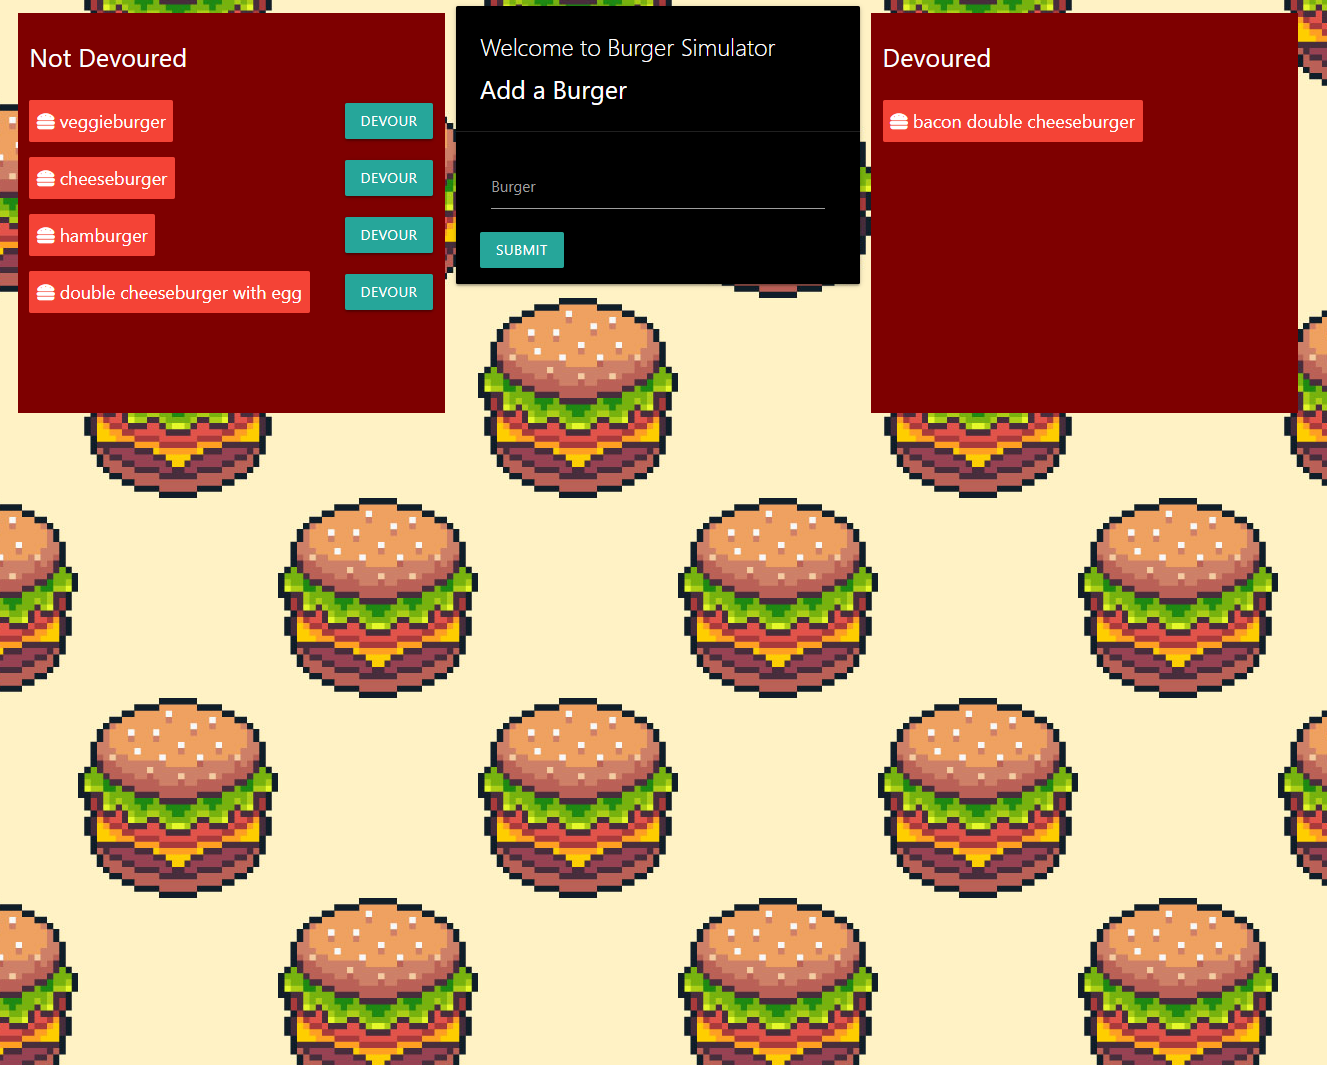 Not Devoured
veggieburger
DEVOUR
cheeseburger
DEVOUR
hamburger
DEVOUR
double cheeseburger with egg
DEVOUR
Welcome to Burger Simulator
Add a Burger
Burger
SUBMIT
Devoured
bacon double cheeseburger